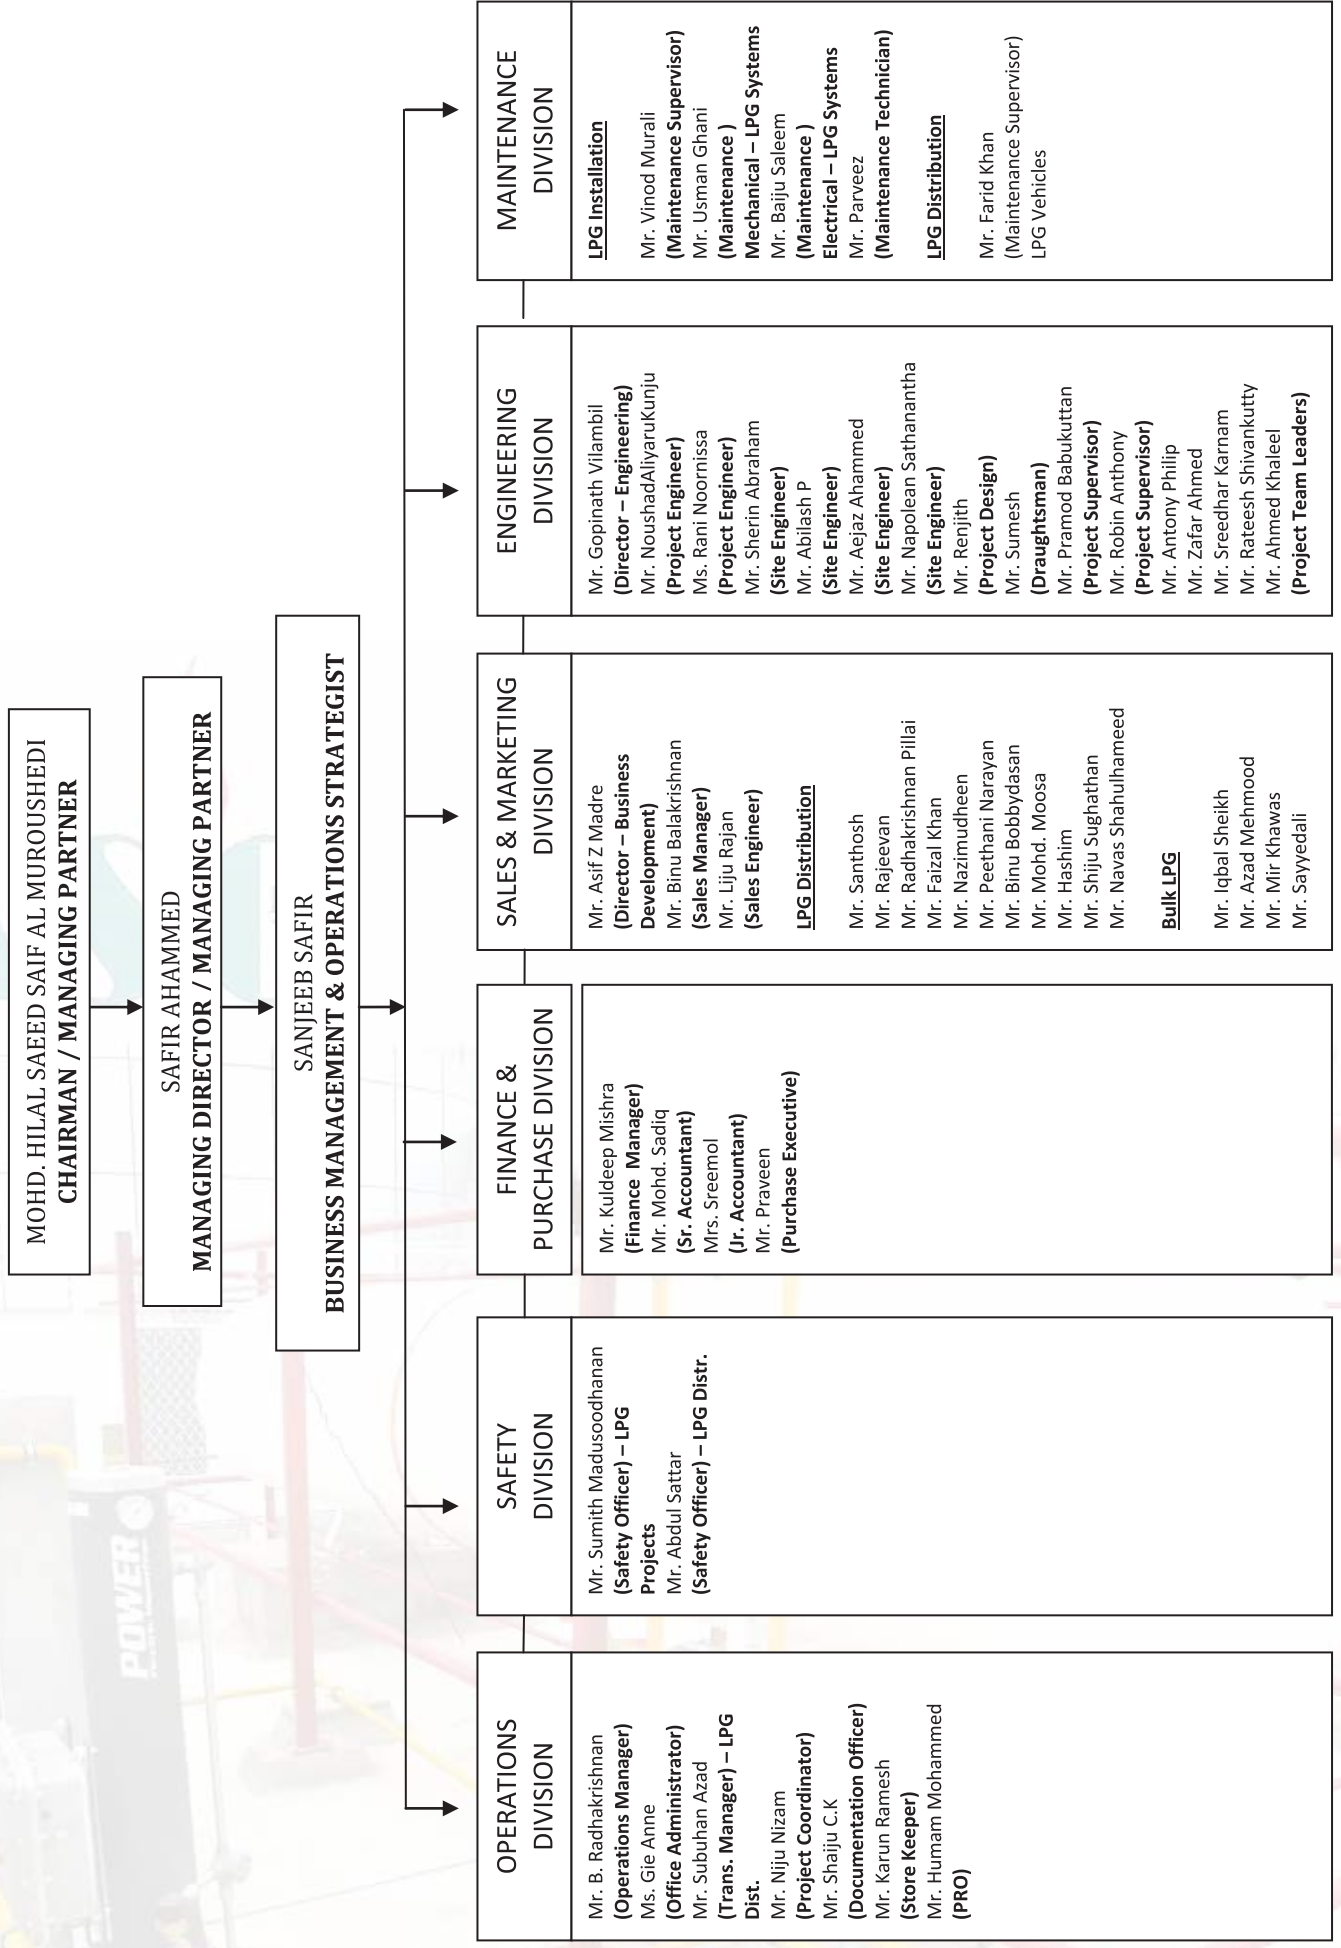 MOHD. HILAL SAEED SAIF AL MUROUSHEDI
CHAIRMAN / MANAGING PARTNER
SAFIR AHAMMED
MANAGING DIRECTOR / MANAGING PARTNER
SANJEEB SAFIR
BUSINESS MANAGEMENT & OPERATIONS STRATEGIST
OPERATIONS
DIVISION
Mr. B. Radhakrishnan
(Operations Manager)
Ms. Gie Anne
(Office Administrator)
Mr. Subuhan Azad
(Trans. Manager) – LPG
Dist.
Mr. Niju Nizam
(Project Coordinator)
Mr. Shaiju C.K
(Documentation Officer)
Mr. Karun Ramesh
(Store Keeper)
Mr. Humam Mohammed
(PRO)
SAFETY
DIVISION
Mr. Sumith Madusoodhanan
(Safety Officer) – LPG
Projects
Mr. Abdul Sattar
(Safety Officer) – LPG Distr.
FINANCE &
PURCHASE DIVISION
Mr. Kuldeep Mishra
(Finance Manager)
Mr. Mohd. Sadiq
(Sr. Accountant)
Mrs. Sreemol
(Jr. Accountant)
Mr. Praveen
(Purchase Executive)
SALES & MARKETING
DIVISION
Mr. Asif Z Madre
(Director – Business
Development)
Mr. Binu Balakrishnan
(Sales Manager)
Mr. Liju Rajan
(Sales Engineer)
LPG Distribution
Mr. Santhosh
Mr. Rajeevan
Mr. Radhakrishnan Pillai
Mr. Faizal Khan
Mr. Nazimudheen
Mr. Peethani Narayan
Mr. Binu Bobbydasan
Mr. Mohd. Moosa
Mr. Hashim
Mr. Shiju Sughathan
Mr. Navas Shahulhameed
Bulk LPG
Mr. Iqbal Sheikh
Mr. Azad Mehmood
Mr. Mir Khawas
Mr. Sayyedali
ENGINEERING
DIVISION
Mr. Gopinath Vilambil
(Director – Engineering)
Mr. NoushadAliyaruKunju
(Project Engineer)
Ms. Rani Noornissa
(Project Engineer)
Mr. Sherin Abraham
(Site Engineer)
Mr. Abilash P
(Site Engineer)
Mr. Aejaz Ahammed
(Site Engineer)
Mr. Napolean Sathanantha
(Site Engineer)
Mr. Renjith
(Project Design)
Mr. Sumesh
(Draughtsman)
Mr. Pramod Babukuttan
(Project Supervisor)
Mr. Robin Anthony
(Project Supervisor)
Mr. Antony Philip
Mr. Zafar Ahmed
Mr. Sreedhar Karnam
Mr. Rateesh Shivankutty
Mr. Ahmed Khaleel
(Project Team Leaders)
MAINTENANCE
DIVISION
LPG Installation
Mr. Vinod Murali
(Maintenance Supervisor)
Mr. Usman Ghani
(Maintenance )
Mechanical – LPG Systems
Mr. Baiju Saleem
(Maintenance )
Electrical – LPG Systems
Mr. Parveez
(Maintenance Technician)
LPG Distribution
Mr. Farid Khan
(Maintenance Supervisor)
LPG Vehicles
POWER